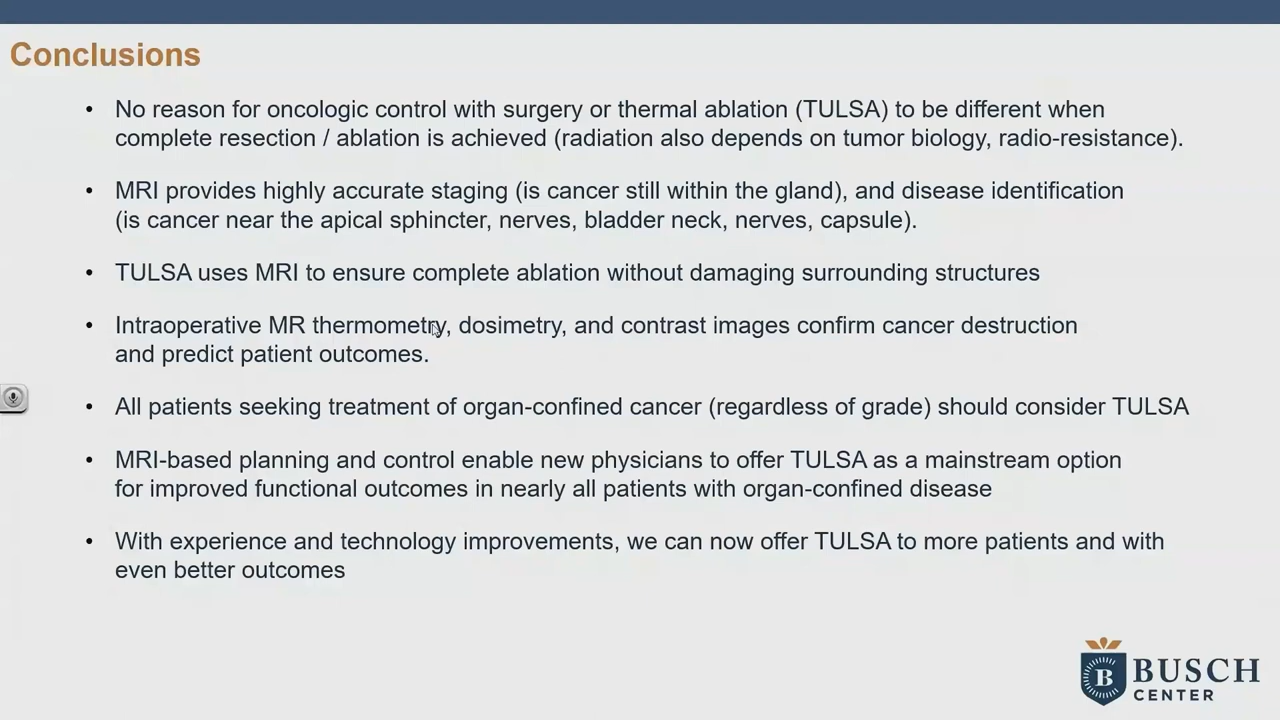 Conclusions
• No reason for oncologic control with surgery or thermal ablation (TULSA) to be different when
complete resection / ablation is achieved (radiation also depends on tumor biology, radio-resistance).
• MRI provides highly accurate staging (is cancer still within the gland), and disease identification
(is cancer near the apical sphincter, nerves, bladder neck, nerves, capsule).
• TULSA uses MRI to ensure complete ablation without damaging surrounding structures
• Intraoperative MR thermometry, dosimetry, and contrast images confirm cancer destruction
and predict patient outcomes.
• All patients seeking treatment of organ-confined cancer (regardless of grade) should consider TULSA
• MRI-based planning and control enable new physicians to offer TULSA as a mainstream option
for improved functional outcomes in nearly all patients with organ-confined disease
• With experience and technology improvements, we can now offer TULSA to more patients and with
even better outcomes
B
BUSCH
CENTER